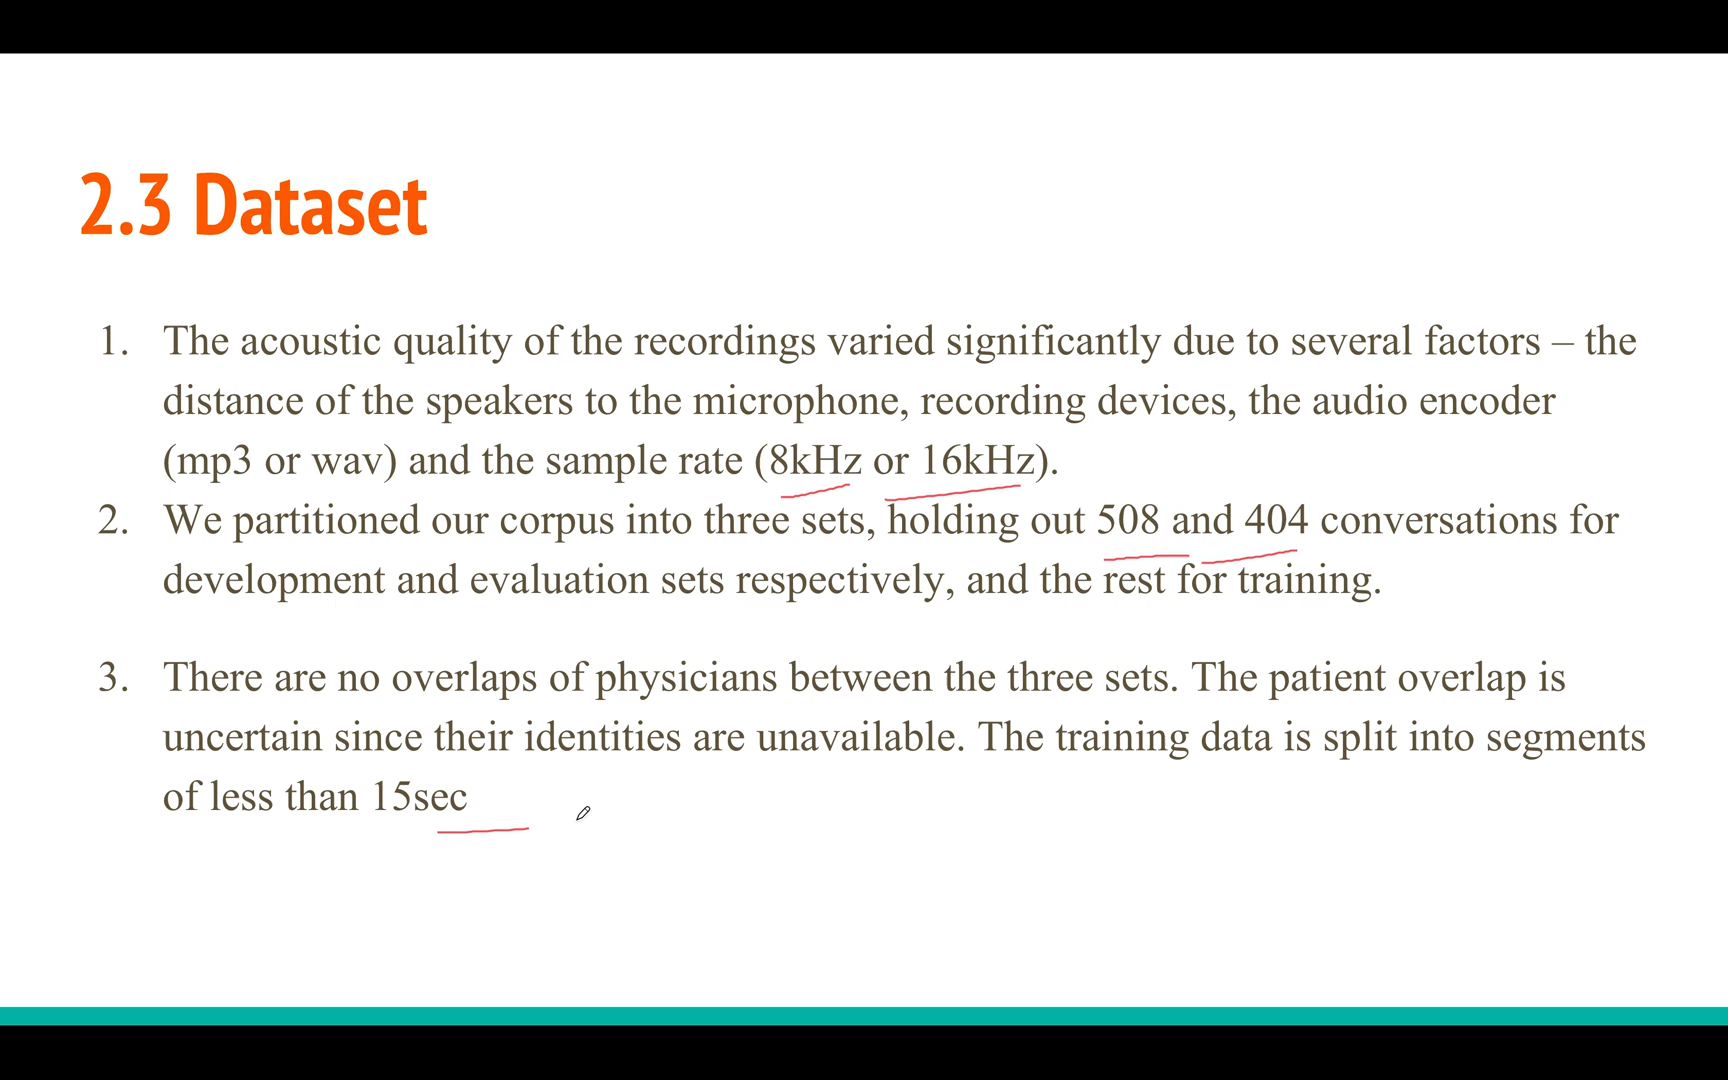 2.3 Dataset
1. The acoustic quality of the recordings varied significantly due to several factors – the
distance of the speakers to the microphone, recording devices, the audio encoder
(mp3 or wav) and the sample rate (8kHz or 16kHz).
2. We partitioned our corpus into three sets, holding out 508 and 404 conversations for
development and evaluation sets respectively, and the rest for training.
3. There are no overlaps of physicians between the three sets. The patient overlap is
uncertain since their identities are unavailable. The training data is split into segments
of less than 15sec